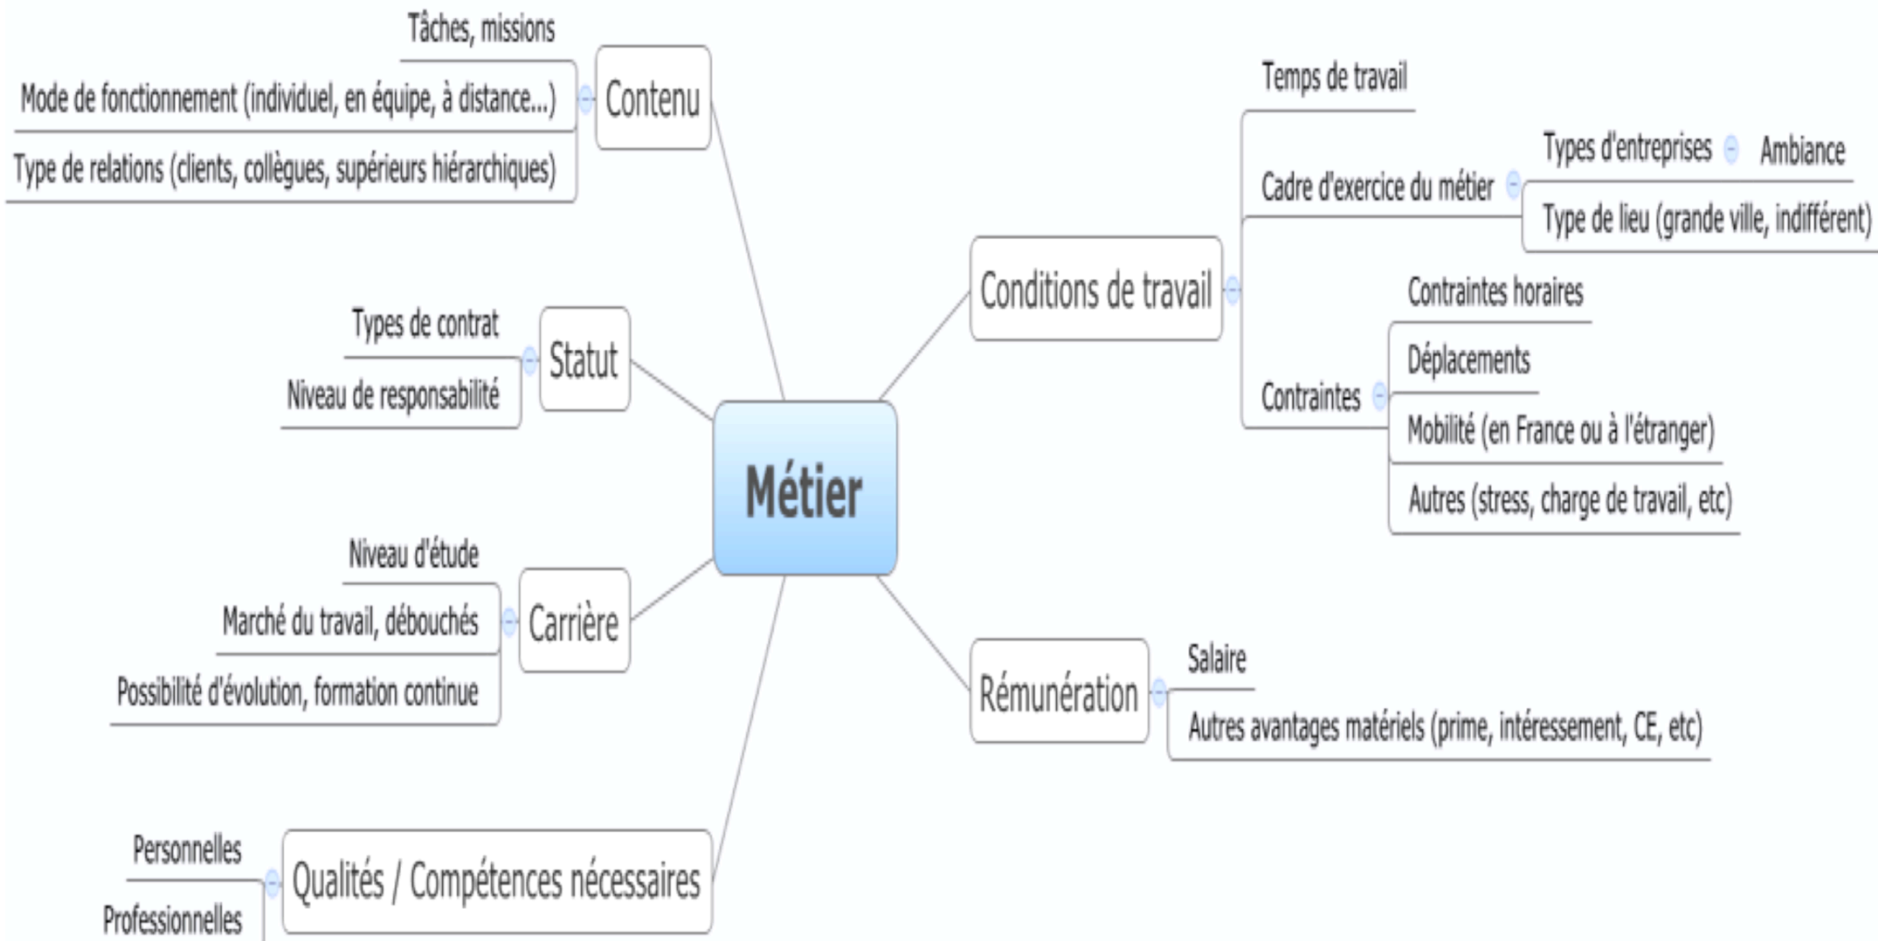 Tâches, missions
Mode de fonctionnement (individuel, en équipe, à distance...)
Type de relations (clients, collègues, supérieurs hiérarchiques)
Contenu
Types de contrat
Niveau de responsabilité
Statut
Niveau d'étude
Marché du travail, débouchés
Possibilité d'évolution, formation continue
Carrière
Personnelles
Professionnelles
Qualités / Compétences nécessaires
Métier
Conditions de travail
Temps de travail
Cadre d'exercice du métier
Types d'entreprises
Ambiance
Type de lieu (grande ville, indifférent)
Contraintes
Contraintes horaires
Déplacements
Mobilité (en France ou à l'étranger)
Autres (stress, charge de travail, etc)
Rémunération
Salaire
Autres avantages matériels (prime, intéressement, CE, etc)